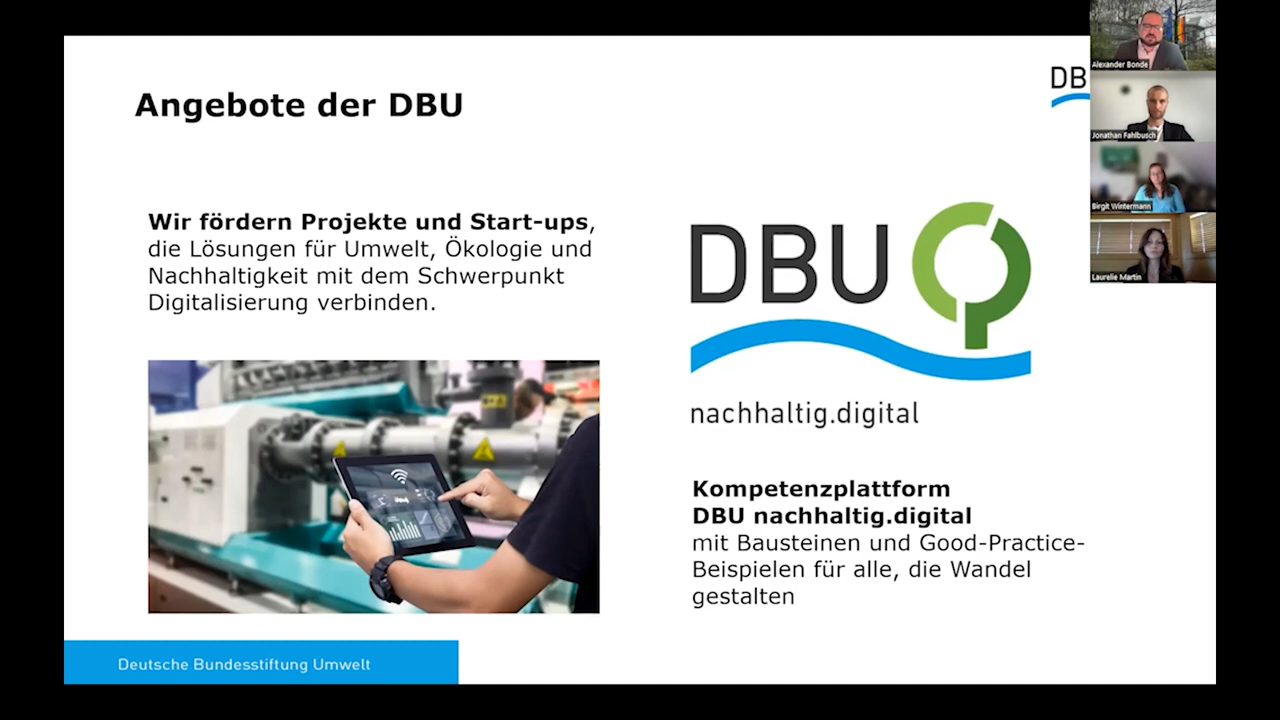 Angebote der DBU
DB
Wir fördern Projekte und Start-ups,
die Lösungen für Umwelt, Ökologie und
Nachhaltigkeit mit dem Schwerpunkt
Digitalisierung verbinden.
DBU
nachhaltig.digital
Kompetenzplattform
DBU nachhaltig.digital
mit Bausteinen und Good-Practice-
Beispielen für alle, die Wandel
gestalten
Deutsche Bundesstiftung Umwelt
Alexander Bonde
Jonathan Fahlbusch
Birgit Wintermann
Laurelie Martin